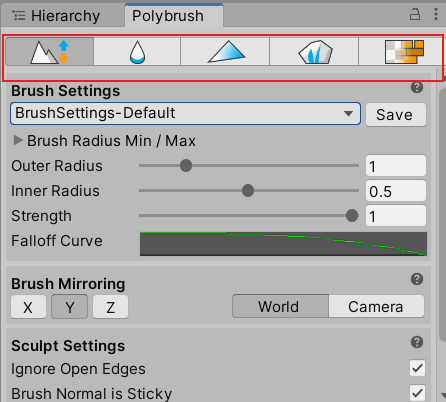 Hierarchy Polybrush
Brush Settings
BrushSettings-Default Save
Brush Radius Min / Max
Outer Radius 1
Inner Radius 0.5
Strength 1
Falloff Curve
Brush Mirroring
X Y Z World Camera
Sculpt Settings
Ignore Open Edges
Brush Normal is Sticky